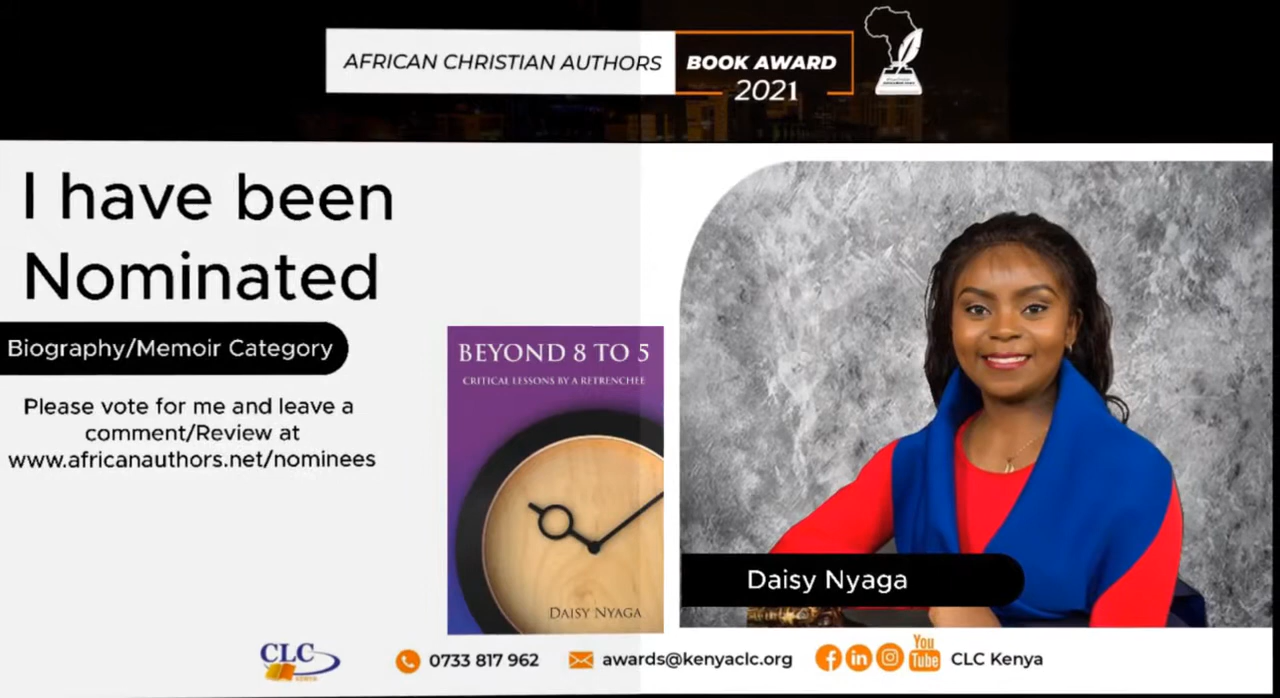 AFRICAN CHRISTIAN AUTHORS BOOK AWARD
2021
I have been
Nominated
Biography/Memoir Category
Please vote for me and leave a
comment/Review at
www.africanauthors.net/nominees
BEYOND 8 TO 5
CRITICAL LESSONS BY A RETRENCHEE
DAISY NYAGA
Daisy Nyaga
CLC
KENYA
0733 817 962
awards@kenyaclc.org
You
Tube
CLC Kenya